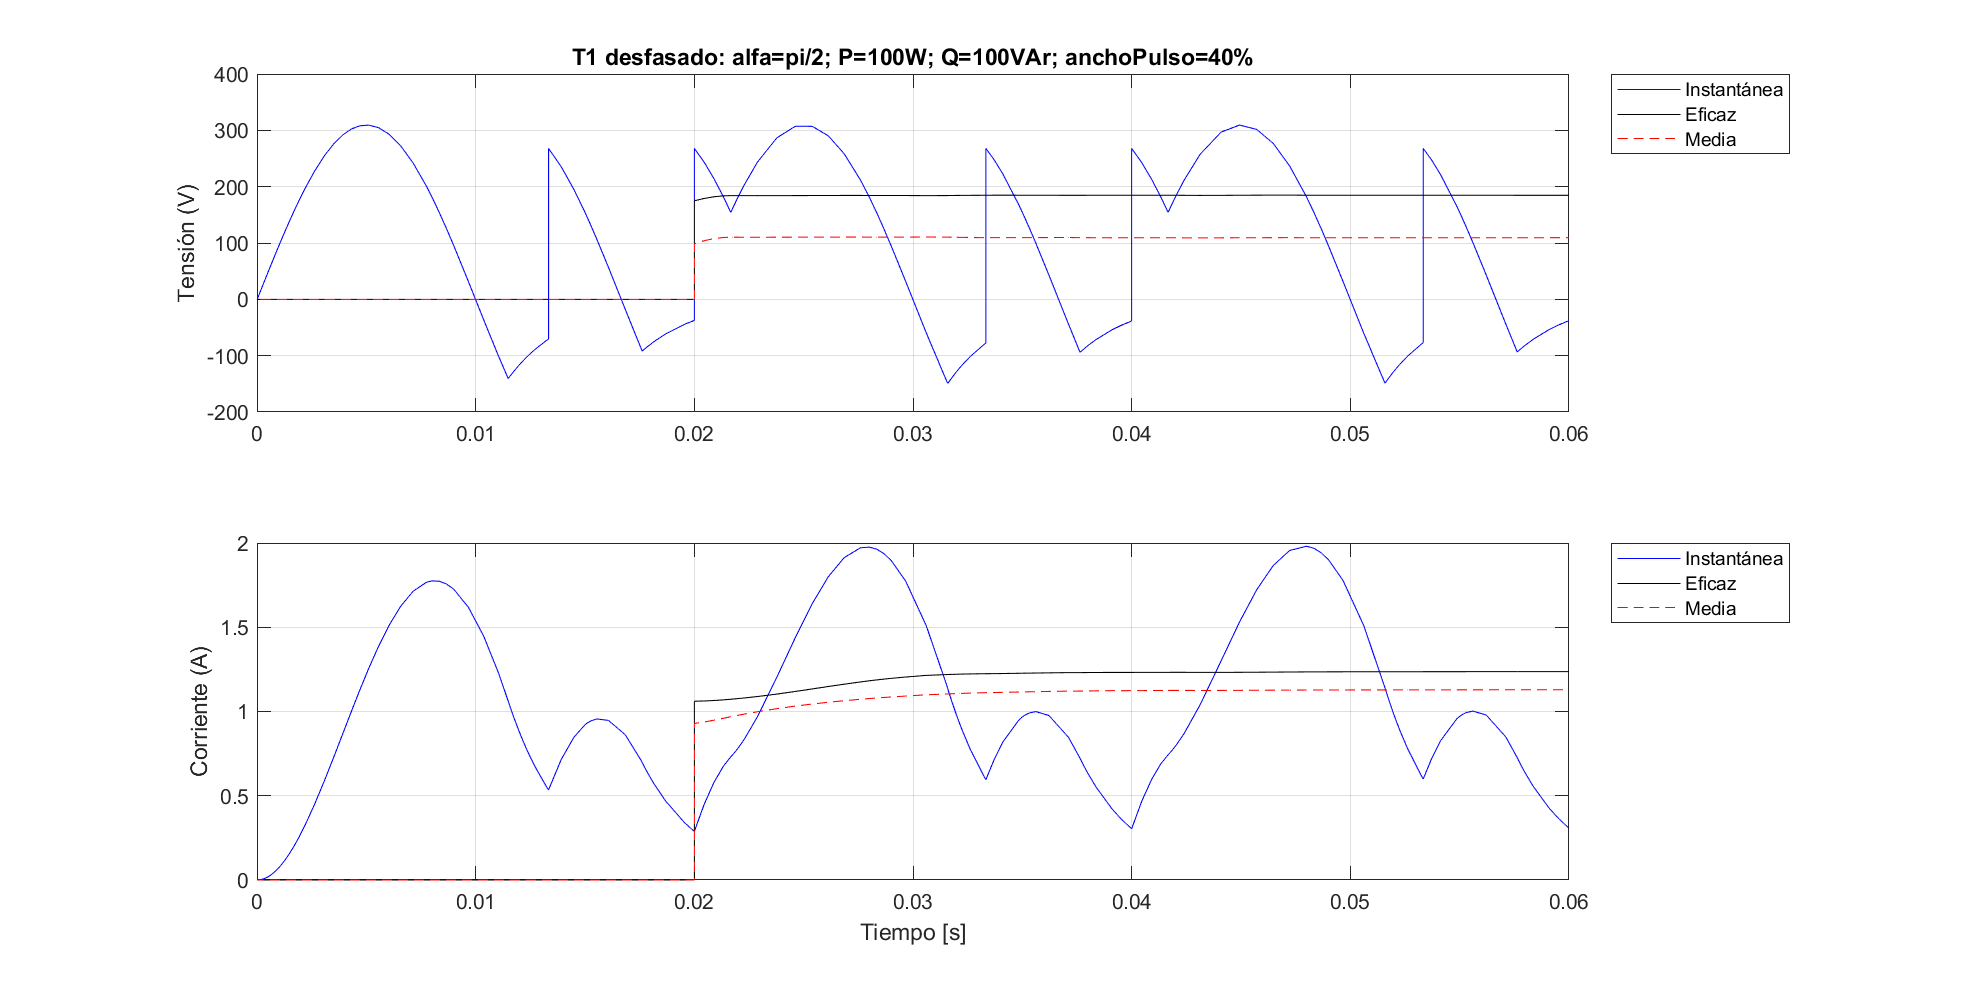 T1 desfasado: alfa=pi/2; P=100W; Q=100VAr; anchoPulso=40%
400
300
200
100
0
-100
-200
Tensión (V)
0 0.01 0.02 0.03 0.04 0.05 0.06
Instantánea
Eficaz
Media
2
1.5
1
0.5
0
Corriente (A)
0 0.01 0.02 0.03 0.04 0.05 0.06
Tiempo [s]
Instantánea
Eficaz
Media